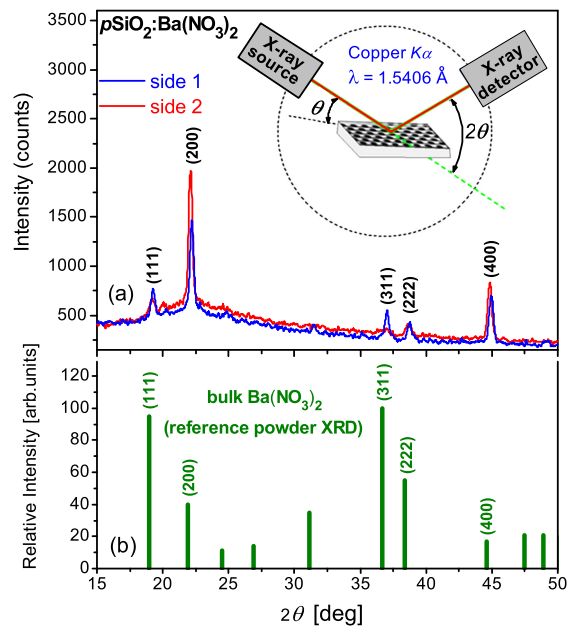 pSiO2:Ba(NO3)2
side 1
side 2
X-ray
source
Copper Kα
λ = 1.5406 Å
X-ray
detector
θ
2θ
Intensity (counts)
3500
3000
2500
2000
1500
1000
500
(111)
(200)
(311)
(222)
(400)
(a)
Relative Intensity [arb.units]
120
100
80
60
40
20
0
bulk Ba(NO3)2
(reference powder XRD)
(111)
(200)
(311)
(222)
(400)
(b)
15 20 25 30 35 40 45 50
2θ [deg]